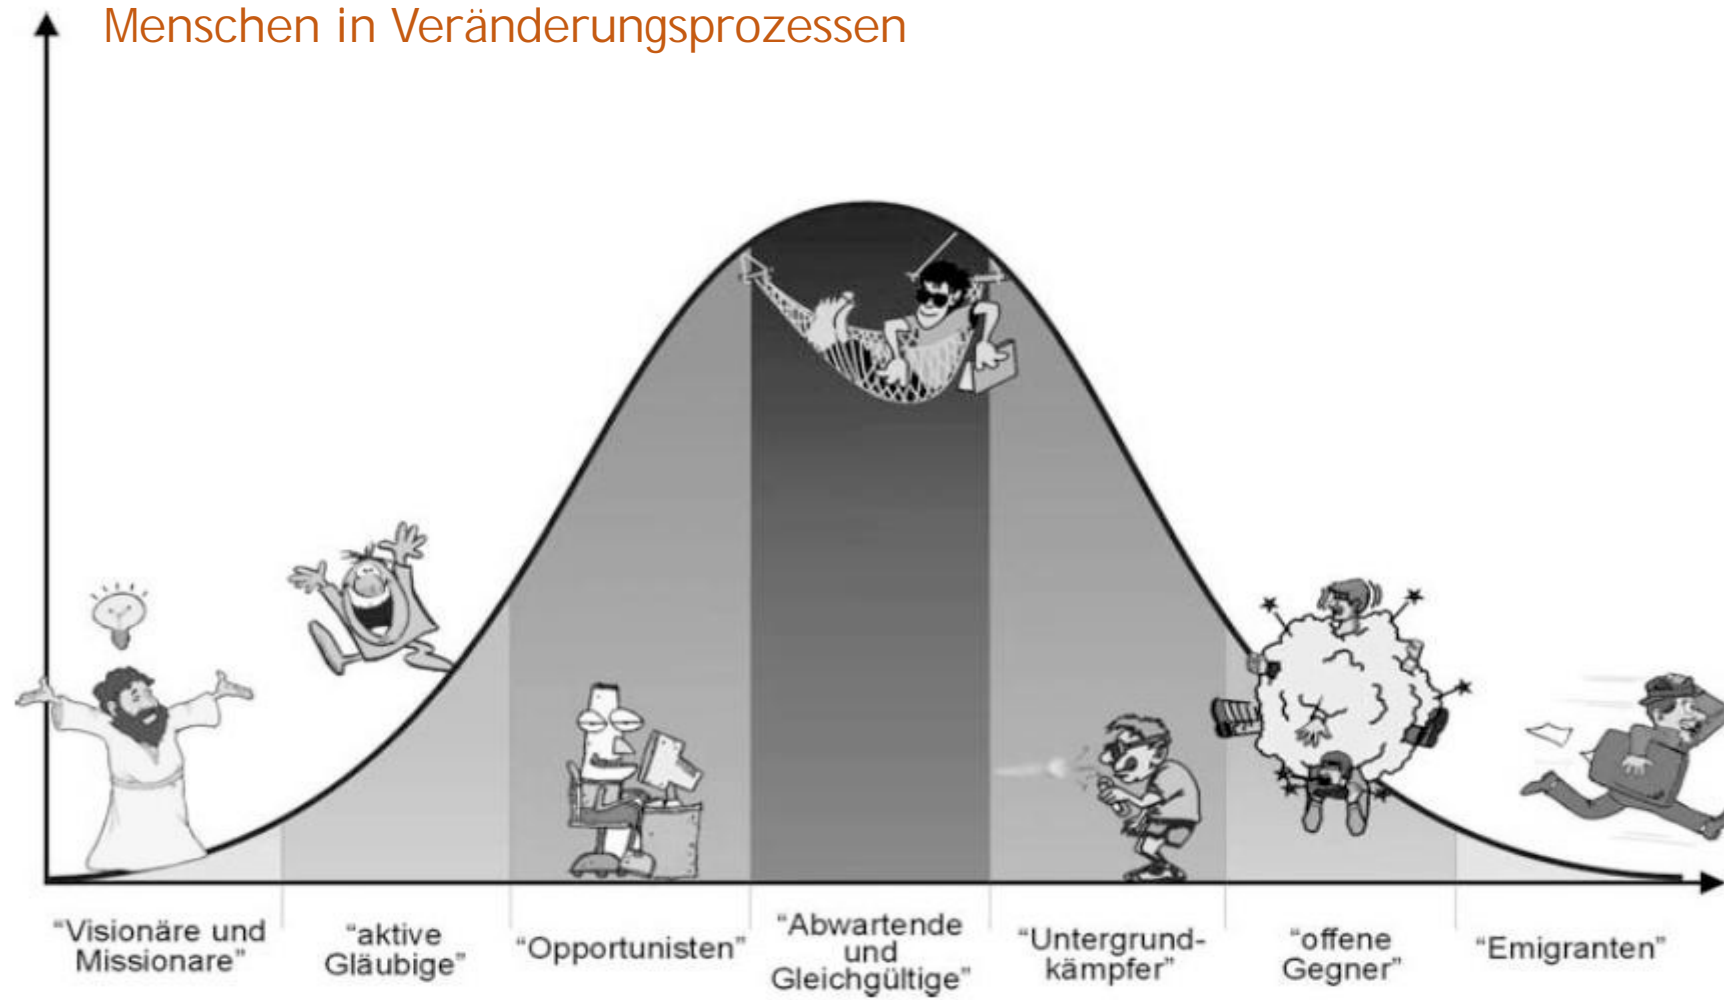 Menschen in Veränderungsprozessen
“Visionäre und
Missionare”
“aktive
Gläubige”
“Opportunisten”
“Abwartende
und
Gleichgültige”
“Untergrund-
kämpfer”
“offene
Gegner”
“Emigranten”